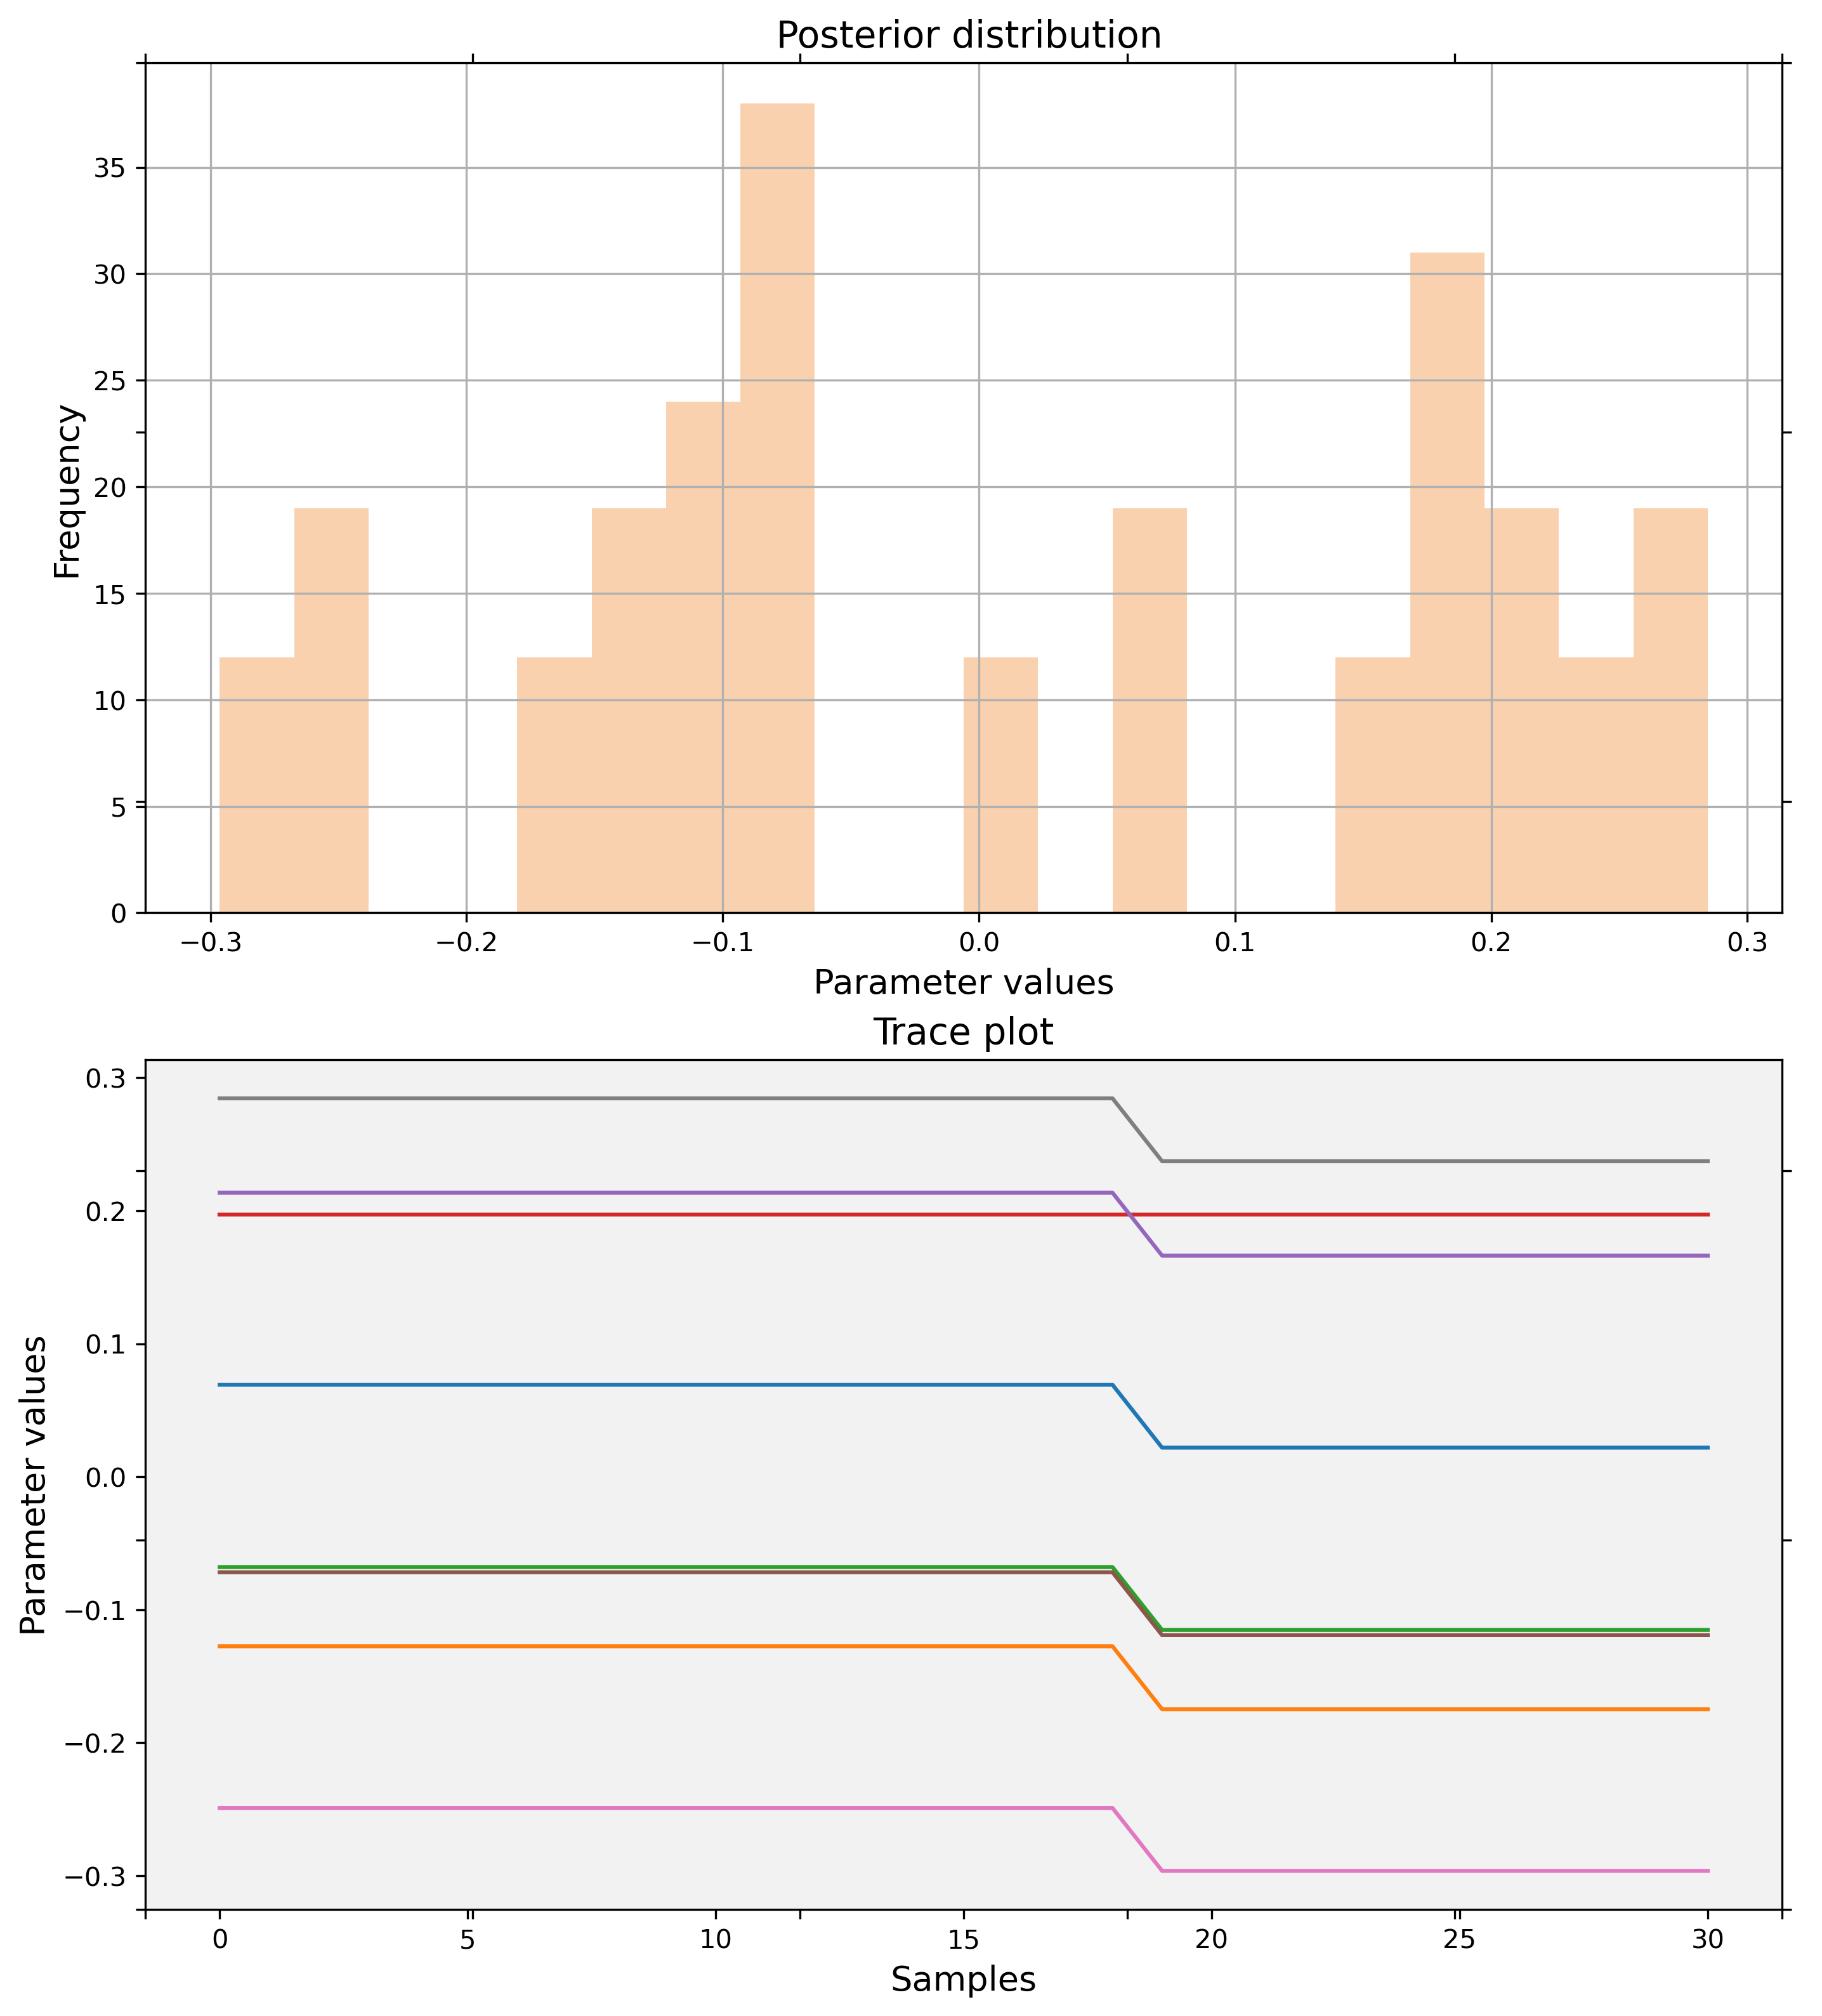 Posterior distribution
Frequency
35
30
25
20
15
10
5
0
−0.3 −0.2 −0.1 0.0 0.1 0.2 0.3
Parameter values
Trace plot
Parameter values
0.3
0.2
0.1
0.0
−0.1
−0.2
−0.3
0 5 10 15 20 25 30
Samples